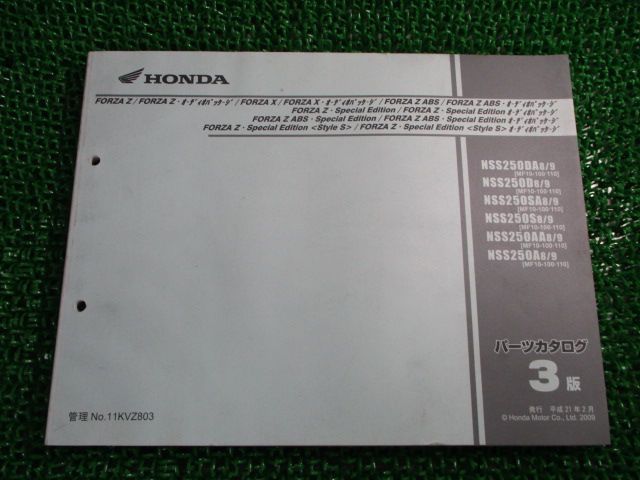 HONDA
FORZA Z / FORZA Z・オーディオパッケージ / FORZA X / FORZA X・オーディオパッケージ / FORZA Z ABS / FORZA Z ABS・オーディオパッケージ
FORZA Z・Special Edition / FORZA Z・Special Edition オーディオパッケージ
FORZA Z ABS・Special Edition / FORZA Z ABS・Special Edition オーディオパッケージ
FORZA Z・Special Edition <Style S> / FORZA Z・Special Edition <Style S> オーディオパッケージ
NSS250DA8/9
[MF10-100・110]
NSS250D8/9
[MF10-100・110]
NSS250SA8/9
[MF10-100・110]
NSS250S8/9
[MF10-100・110]
NSS250AA8/9
[MF10-100・110]
NSS250A8/9
[MF10-100・110]
パーツカタログ
3版
発行 平成21年2月
© Honda Motor Co., Ltd. 2009
管理 No.11KVZ803